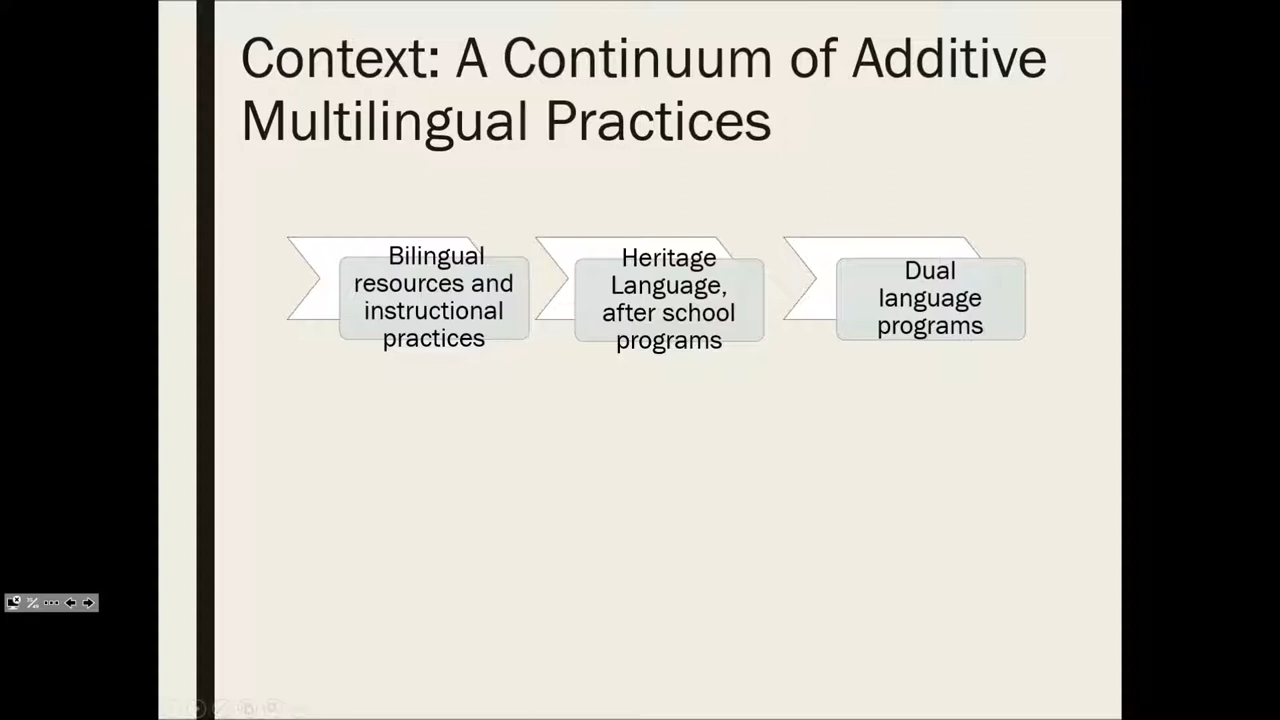 Context: A Continuum of Additive
Multilingual Practices
Bilingual
resources and
instructional
practices
Heritage
Language,
after school
programs
Dual
language
programs